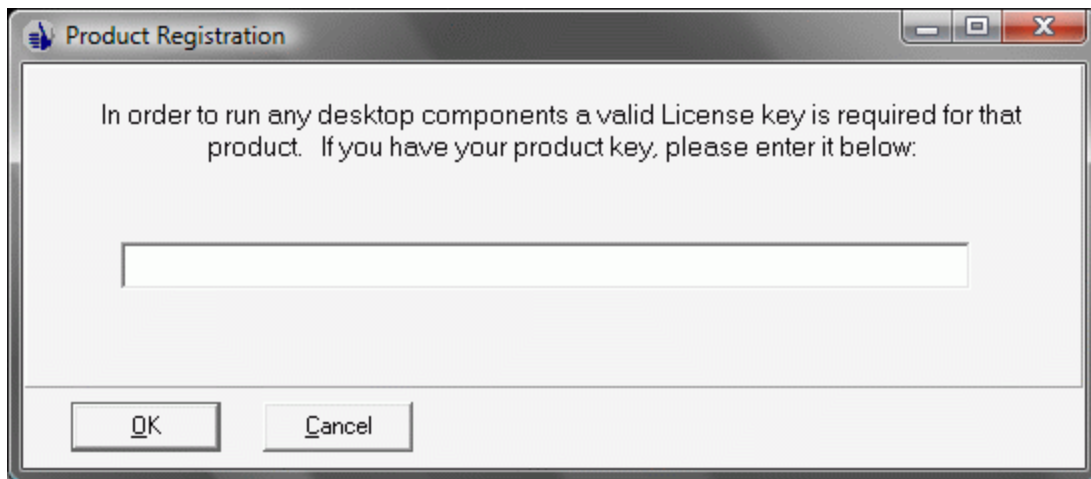 Product Registration
In order to run any desktop components a valid License key is required for that
product.  If you have your product key, please enter it below:
OK
Cancel